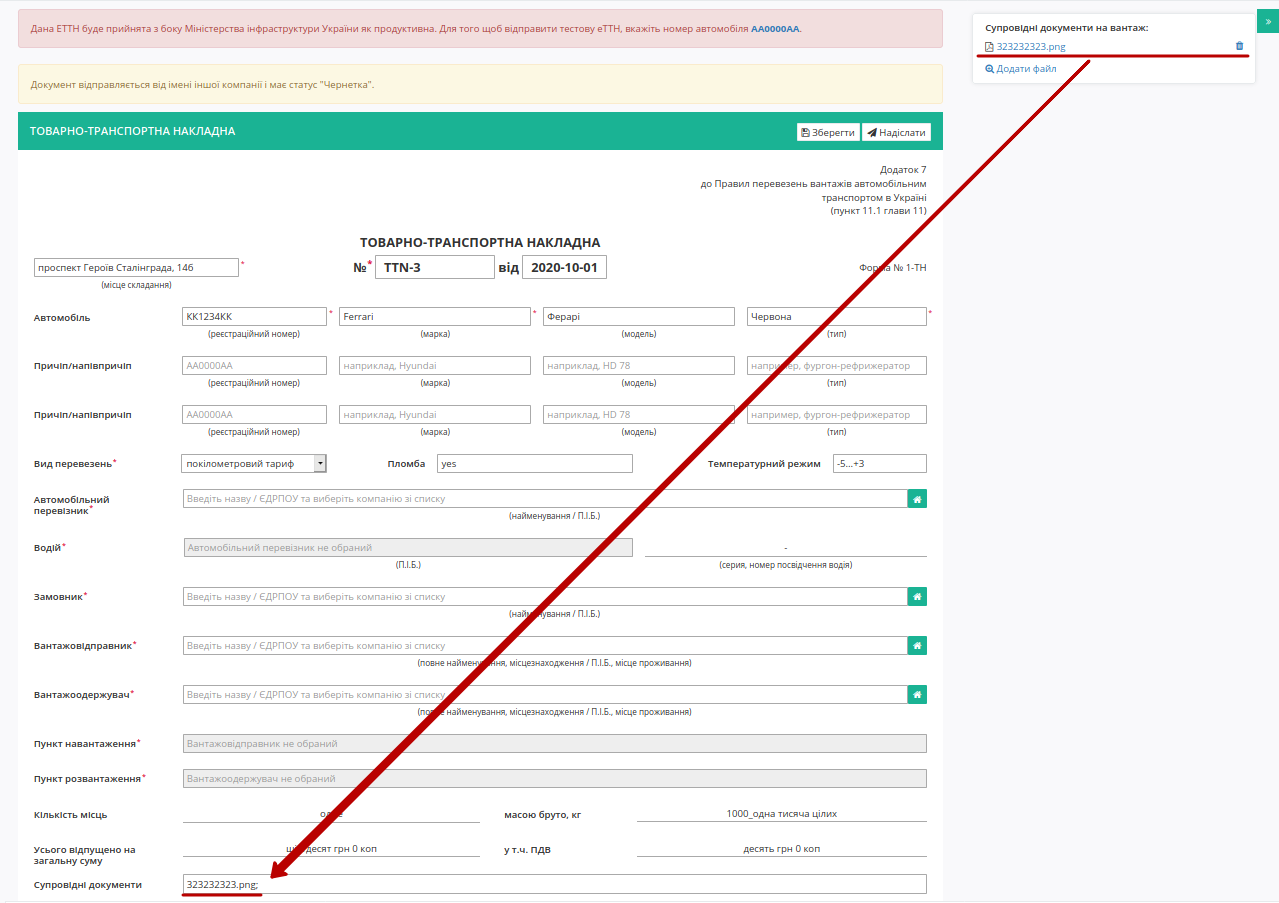 Дана ЕТТН буде прийнята з боку Міністерства інфраструктури України як продуктивна. Для того щоб відправити тестову еТТН, вкажіть номер автомобіля AA0000AA.
Супровідні документи на вантаж:
323232323.png
Додати файл
»
Документ відправляється від імені іншої компанії і має статус "Чернетка".
ТОВАРНО-ТРАНСПОРТНА НАКЛАДНА
Зберегти Надіслати
Додаток 7
до Правил перевезень вантажів автомобільним
транспортом в Україні
(пункт 11.1 глави 11)
ТОВАРНО-ТРАНСПОРТНА НАКЛАДНА
проспект Героїв Сталінграда, 14б * №* TTN-3 від 2020-10-01 Форма № 1-ТН
(місце складання)
Автомобіль КК1234КК * Ferrari * Ферарі Червона *
(реєстраційний номер) (марка) (модель) (тип)
Причіп/напівпричіп AA0000AA наприклад, Hyundai наприклад, HD 78 например, фургон-рефрижератор
(реєстраційний номер) (марка) (модель) (тип)
Причіп/напівпричіп AA0000AA наприклад, Hyundai наприклад, HD 78 например, фургон-рефрижератор
(реєстраційний номер) (марка) (модель) (тип)
Вид перевезень* покілометровий тариф Пломба yes Температурний режим -5...+3
Автомобільний
перевізник* Введіть назву / ЄДРПОУ та виберіть компанію зі списку
(найменування / П.І.Б.)
Водій* Автомобільний перевізник не обраний -
(П.І.Б.) (серия, номер посвідчення водія)
Замовник* Введіть назву / ЄДРПОУ та виберіть компанію зі списку
(найменування / П.І.Б.)
Вантажовідправник* Введіть назву / ЄДРПОУ та виберіть компанію зі списку
(повне найменування, місцезнаходження / П.І.Б., місце проживання)
Вантажоодержувач* Введіть назву / ЄДРПОУ та виберіть компанію зі списку
(повне найменування, місцезнаходження / П.І.Б., місце проживання)
Пункт навантаження* Вантажовідправник не обраний
Пункт розвантаження* Вантажоодержувач не обраний
Кількість місць масою бруто, кг 1000_одна тисяча цілих
Усього відпущено на
загальну суму грн 0 коп у т.ч. ПДВ десять грн 0 коп
Супровідні документи 323232323.png;